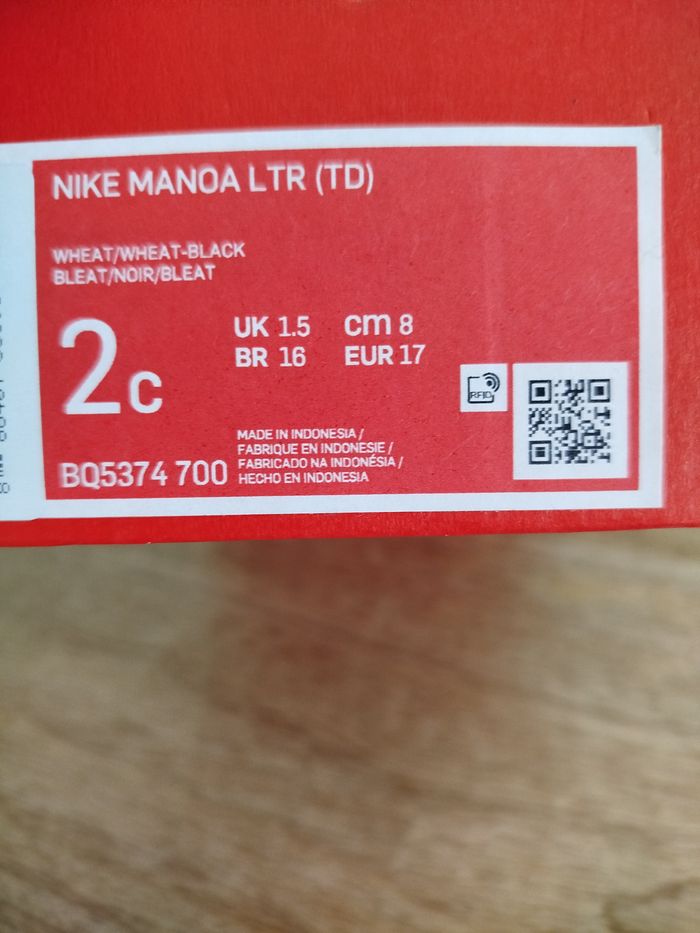 NIKE MANOA LTR (TD)
WHEAT/WHEAT-BLACK
BLEAT/NOIR/BLEAT
2C
UK 1.5 cm 8
BR 16 EUR 17
RFID
MADE IN INDONESIA /
FABRIQUE EN INDONESIE /
FABRICADO NA INDONÉSIA /
HECHO EN INDONESIA
BQ5374 700